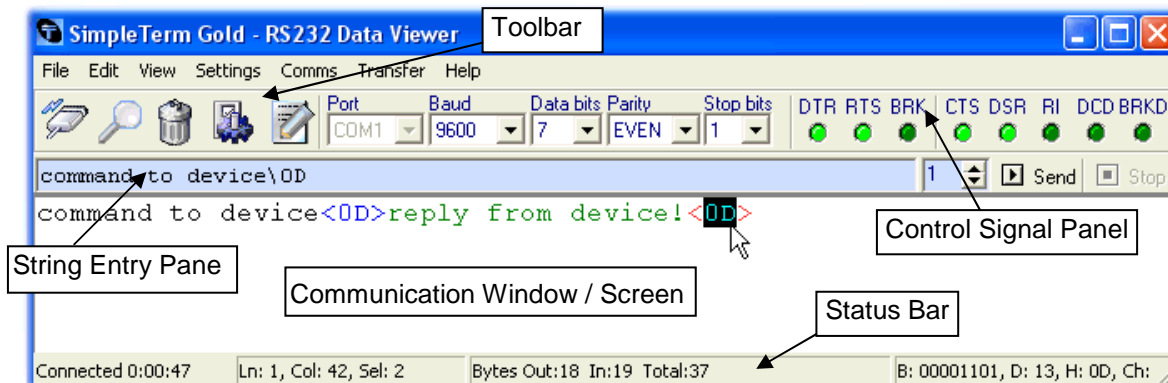 SimpleTerm Gold - RS232 Data Viewer
Toolbar
File Edit View Settings Comms Transfer Help
Port Baud Data bits Parity Stop bits DTR RTS BRK CTS DSR RI DCD BRKD
COM1 9600 7 EVEN 1
command to device\0D 1 Send Stop
command to device<0D>reply from device!<0D>
Control Signal Panel
String Entry Pane
Communication Window / Screen
Status Bar
Connected 0:00:47 Ln: 1, Col: 42, Sel: 2 Bytes Out:18 In:19 Total:37 B: 00001101, D: 13, H: 0D, Ch: